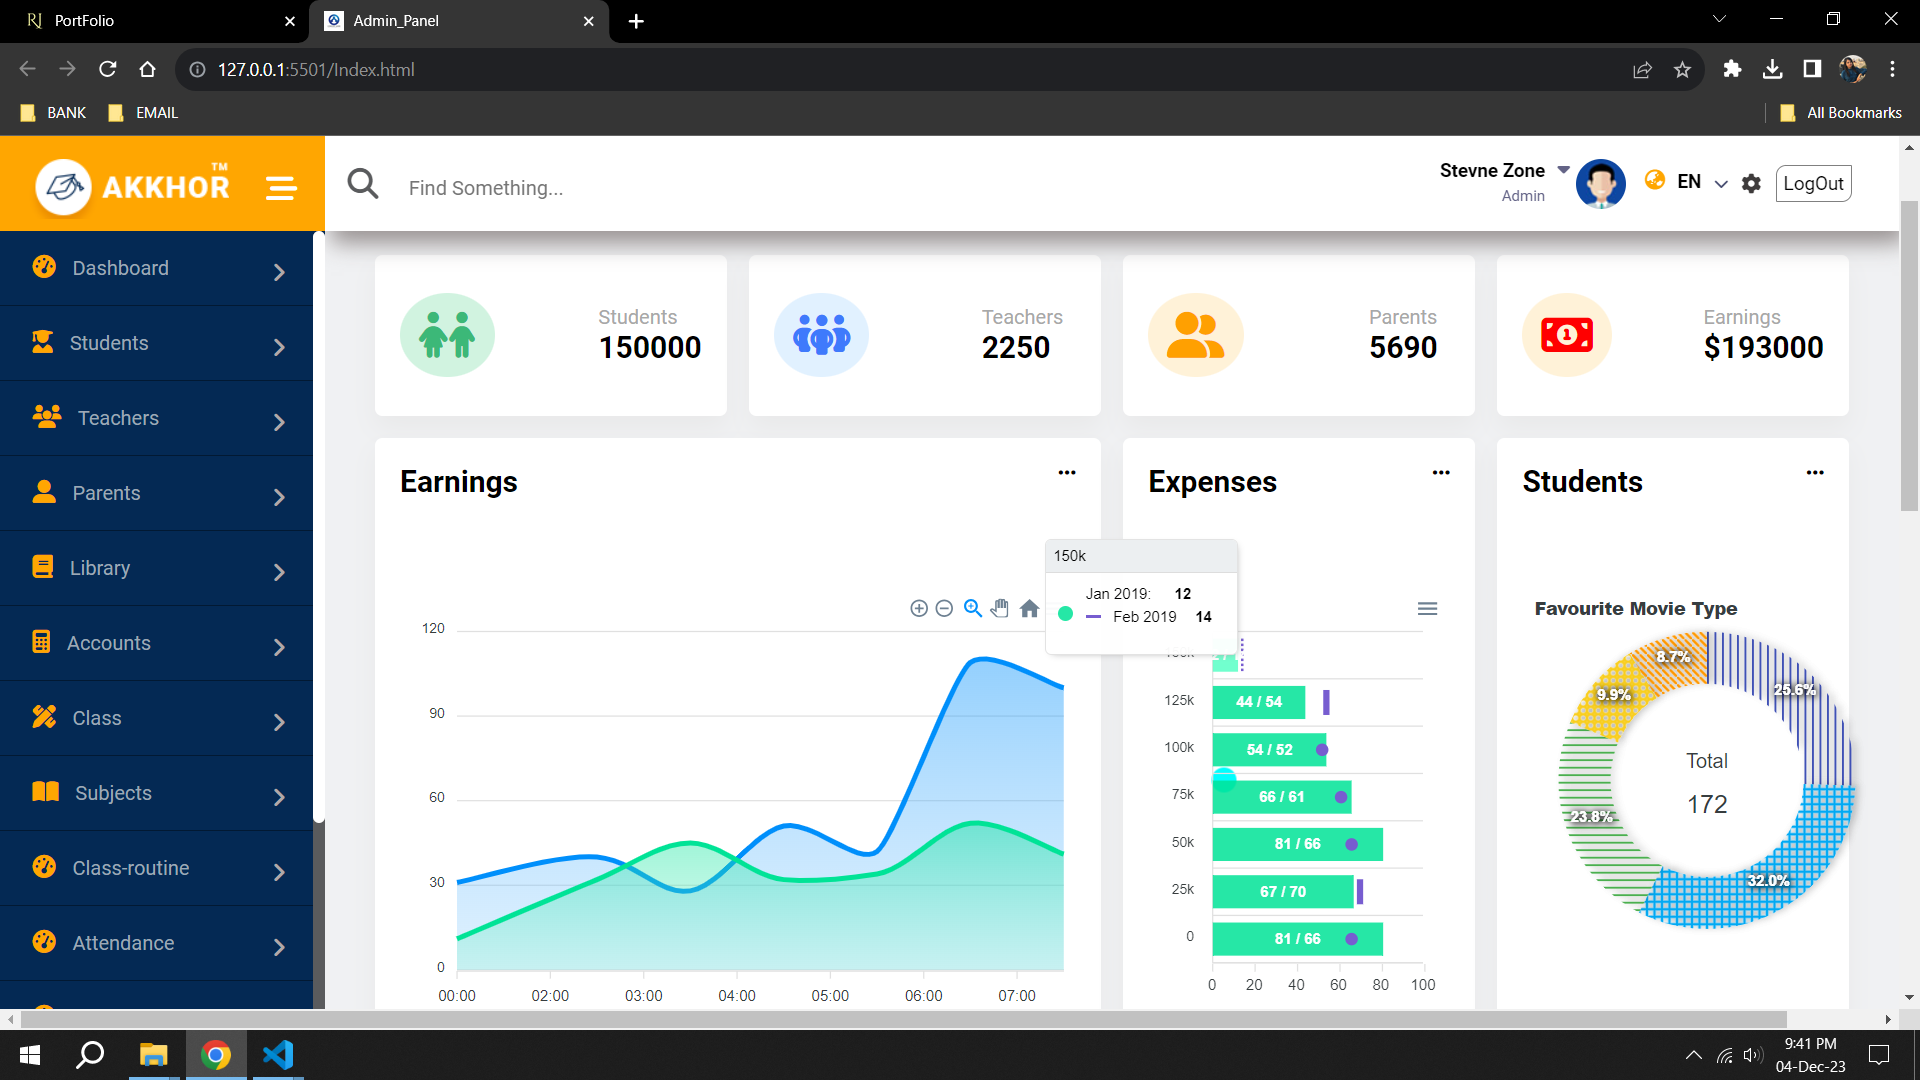 PortFolio
Admin_Panel
127.0.0.1:5501/Index.html
BANK
EMAIL
All Bookmarks
AKKHOR™
Find Something...
Stevne Zone
Admin
EN
LogOut
Dashboard
Students
Teachers
Parents
Library
Accounts
Class
Subjects
Class-routine
Attendance
Students
150000
Teachers
2250
Parents
5690
Earnings
$193000
Earnings
120
90
60
30
0
00:00 02:00 03:00 04:00 05:00 06:00 07:00
Expenses
150k
Jan 2019: 12
Feb 2019 14
125k 44 / 54
100k 54 / 52
75k 66 / 61
50k 81 / 66
25k 67 / 70
0 81 / 66
0 20 40 60 80 100
Students
Favourite Movie Type
8.7%
25.6%
9.9%
Total
172
23.8%
32.0%
9:41 PM
04-Dec-23